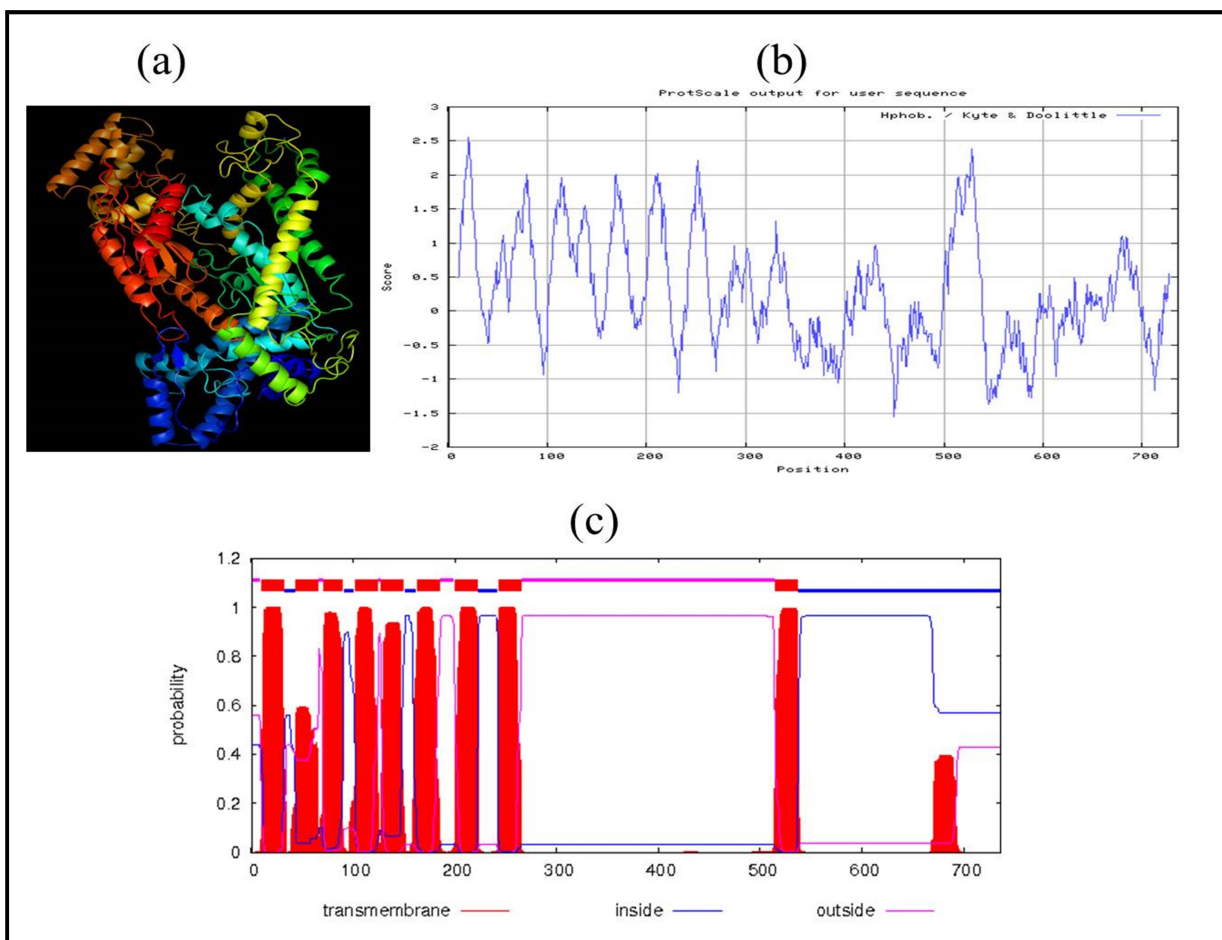 (a)
(b)
ProtScale output for user sequence
Hphob. / Kyte & Doolittle
3
2.5
2
1.5
1
0.5
0
-0.5
-1
-1.5
-2
Score
0 100 200 300 400 500 600 700
Position
(c)
1.2
1
0.8
0.6
0.4
0.2
0
probability
0 100 200 300 400 500 600 700
transmembrane inside outside